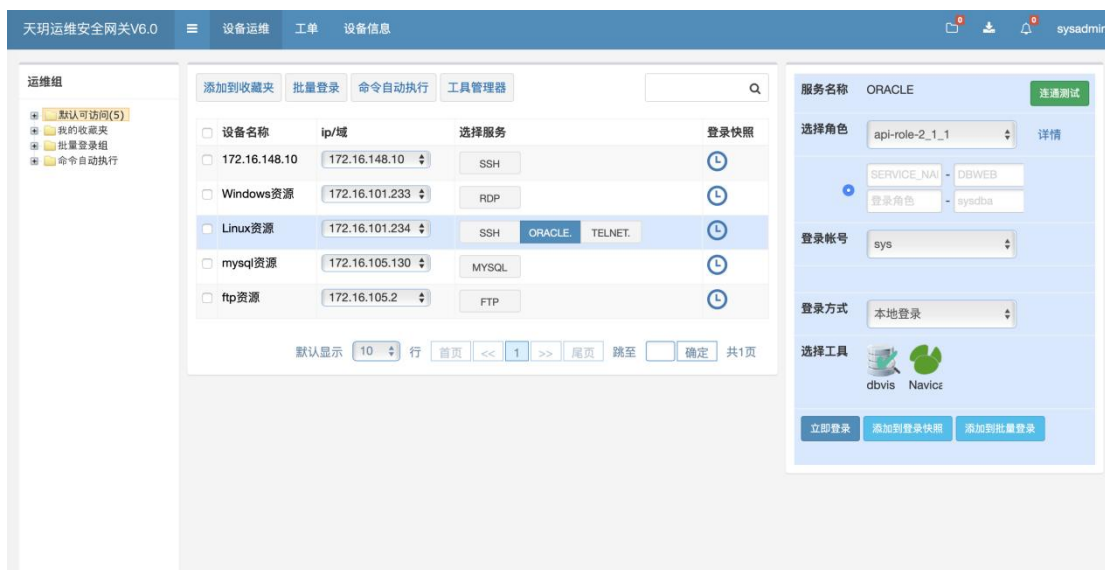 天玥运维安全网关V6.0 设备运维 工单 设备信息 0 0 sysadmin
运维组
默认可访问(5)
我的收藏夹
批量登录组
命令自动执行
添加到收藏夹 批量登录 命令自动执行 工具管理器
设备名称 ip/域 选择服务 登录快照
172.16.148.10 172.16.148.10 SSH
Windows资源 172.16.101.233 RDP
Linux资源 172.16.101.234 SSH ORACLE. TELNET.
mysql资源 172.16.105.130 MYSQL
ftp资源 172.16.105.2 FTP
默认显示 10 行 首页 << 1 >> 尾页 跳至 确定 共1页
服务名称 ORACLE 连通测试
选择角色 api-role-2_1_1 详情
SERVICE_NAI - DBWEB
登录角色 - sysdba
登录帐号 sys
登录方式 本地登录
选择工具
dbvis Navica
立即登录 添加到登录快照 添加到批量登录